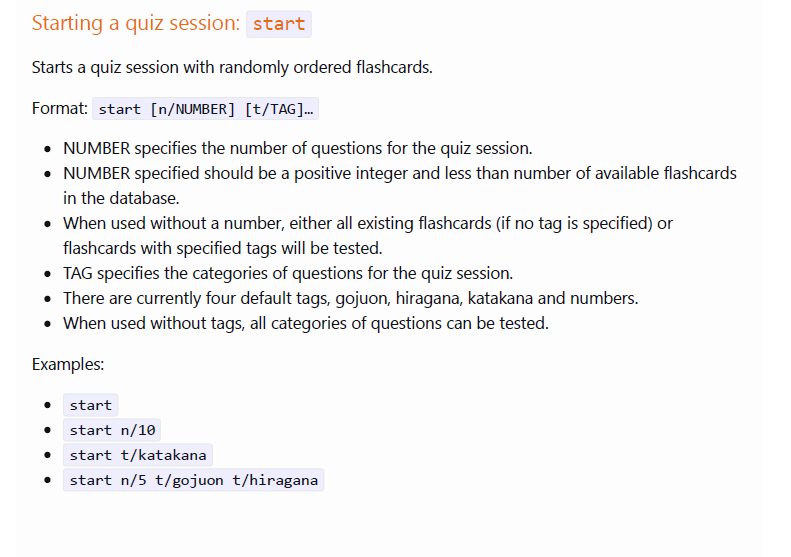 Starting a quiz session: start
Starts a quiz session with randomly ordered flashcards.
Format: start [n/NUMBER] [t/TAG]…
• NUMBER specifies the number of questions for the quiz session.
• NUMBER specified should be a positive integer and less than number of available flashcards
in the database.
• When used without a number, either all existing flashcards (if no tag is specified) or
flashcards with specified tags will be tested.
• TAG specifies the categories of questions for the quiz session.
• There are currently four default tags, gojuon, hiragana, katakana and numbers.
• When used without tags, all categories of questions can be tested.
Examples:
• start
• start n/10
• start t/katakana
• start n/5 t/gojuon t/hiragana